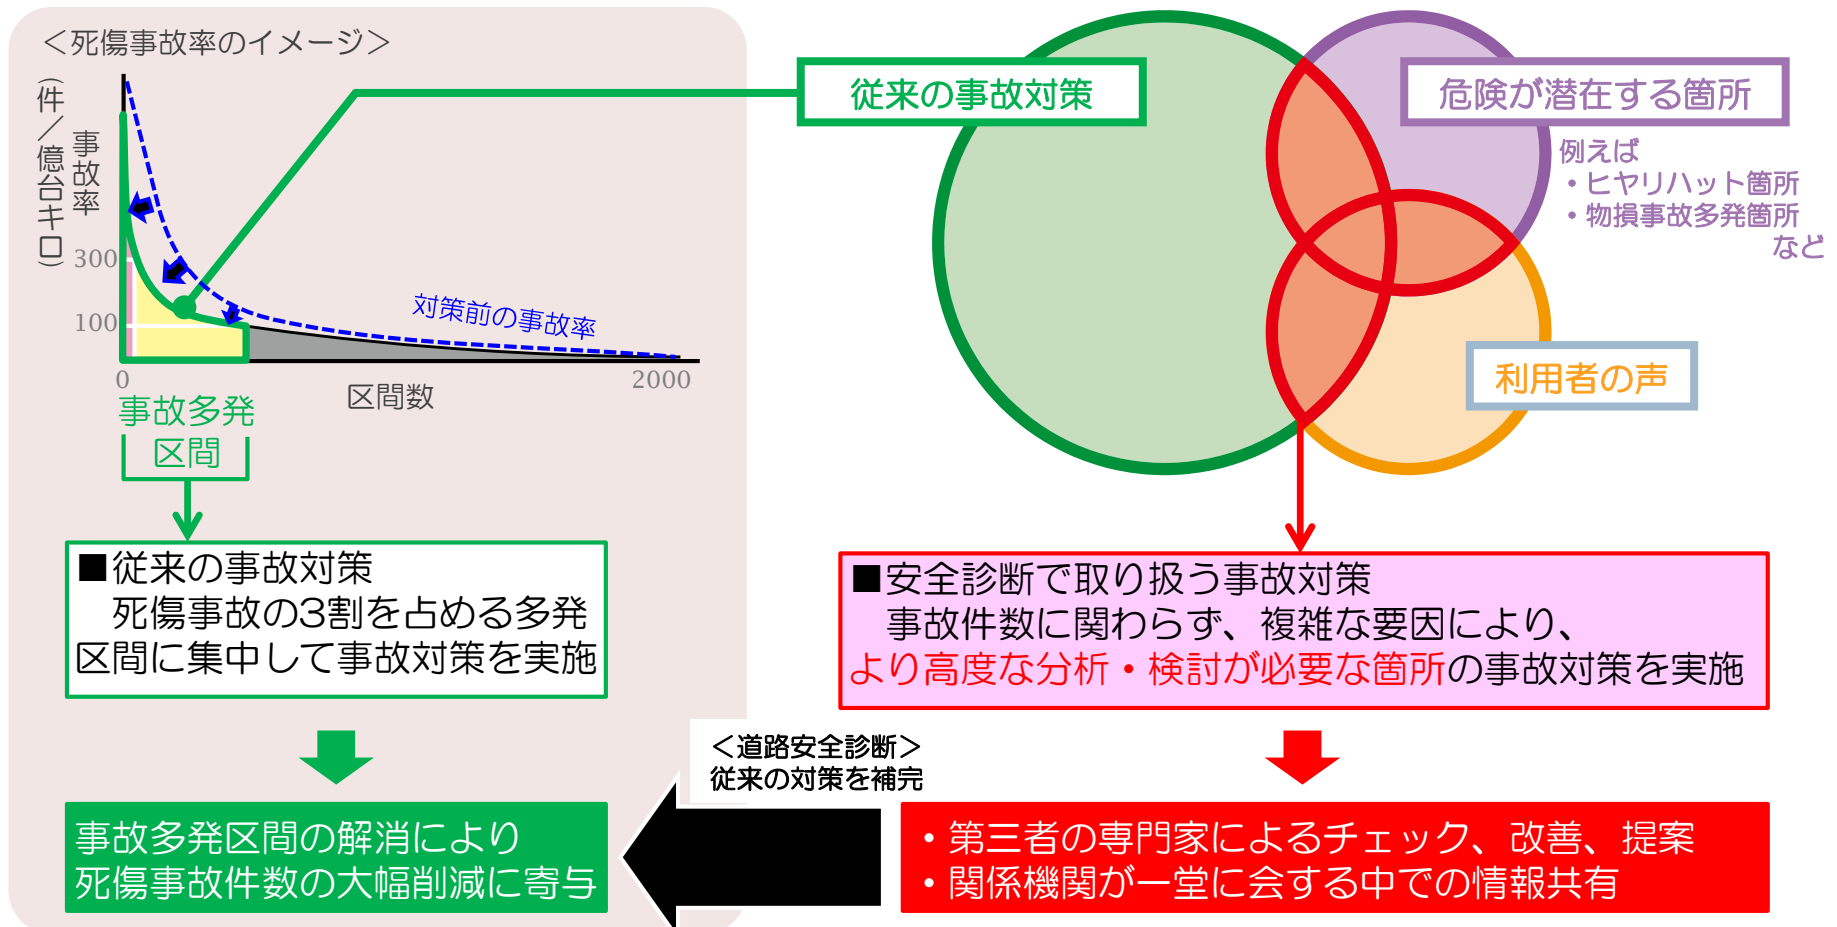 ＜死傷事故率のイメージ＞
事故率
（件／億台キロ）
300
100
0
区間数
2000
対策前の事故率
事故多発
区間
■従来の事故対策
死傷事故の3割を占める多発
区間に集中して事故対策を実施
事故多発区間の解消により
死傷事故件数の大幅削減に寄与
従来の事故対策
危険が潜在する箇所
例えば
・ヒヤリハット箇所
・物損事故多発箇所
など
利用者の声
■安全診断で取り扱う事故対策
事故件数に関わらず、複雑な要因により、
より高度な分析・検討が必要な箇所の事故対策を実施
＜道路安全診断＞
従来の対策を補完
・第三者の専門家によるチェック、改善、提案
・関係機関が一堂に会する中での情報共有